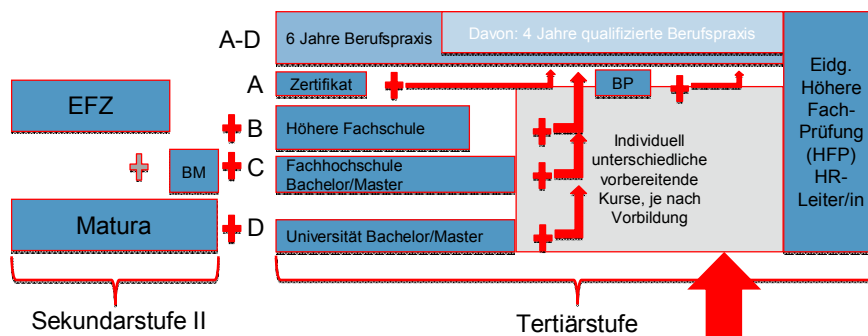 A-D
6 Jahre Berufspraxis
Davon: 4 Jahre qualifizierte Berufspraxis
A
Zertifikat
BP
EFZ
B
Höhere Fachschule
BM
C
Fachhochschule
Bachelor/Master
Matura
D
Universität Bachelor/Master
Individuell
unterschiedliche
vorbereitende
Kurse, je nach
Vorbildung
Eidg.
Höhere
Fach-
Prüfung
(HFP)
HR-
Leiter/in
Sekundarstufe II
Tertiärstufe